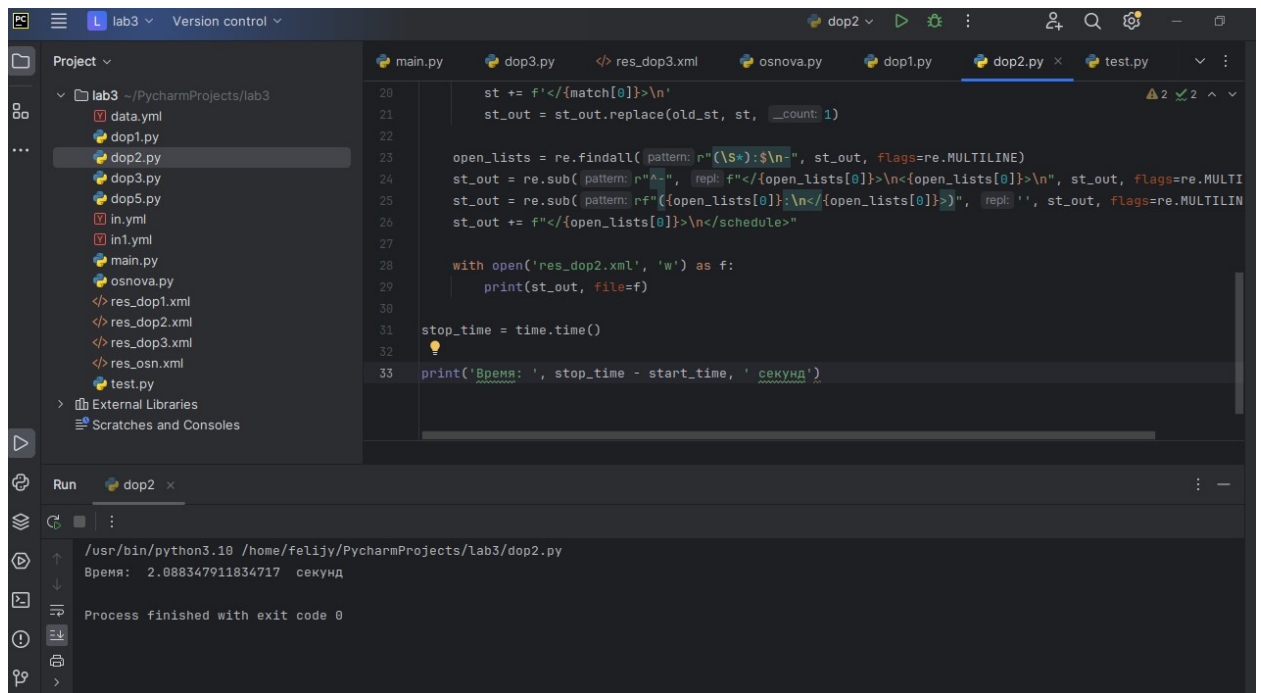 PC L lab3 Version control dop2
Project
main.py dop3.py </> res_dop3.xml osnova.py dop1.py dop2.py × test.py
lab3 ~/PycharmProjects/lab3
data.yml
dop1.py
dop2.py
dop3.py
dop5.py
in.yml
in1.yml
main.py
osnova.py
</> res_dop1.xml
</> res_dop2.xml
</> res_dop3.xml
</> res_osn.xml
test.py
External Libraries
Scratches and Consoles
2 2
20 st += f'</{match[0]}>\n'
21 st_out = st_out.replace(old_st, st, __count: 1)
22
23 open_lists = re.findall( pattern: r"(\S*):$\n-", st_out, flags=re.MULTILINE)
24 st_out = re.sub( pattern: r"^-", repl: f"</{open_lists[0]}>\n<{open_lists[0]}>\n", st_out, flags=re.MULTI
25 st_out = re.sub( pattern: rf"({open_lists[0]}:\n</{open_lists[0]}>)", repl: '', st_out, flags=re.MULTILIN
26 st_out += f"</{open_lists[0]}>\n</schedule>"
27
28 with open('res_dop2.xml', 'w') as f:
29 print(st_out, file=f)
30
31 stop_time = time.time()
32
33 print('Время: ', stop_time - start_time, ' секунд')
Run dop2 ×
/usr/bin/python3.10 /home/felijy/PycharmProjects/lab3/dop2.py
Время:  2.088347911834717  секунд
Process finished with exit code 0